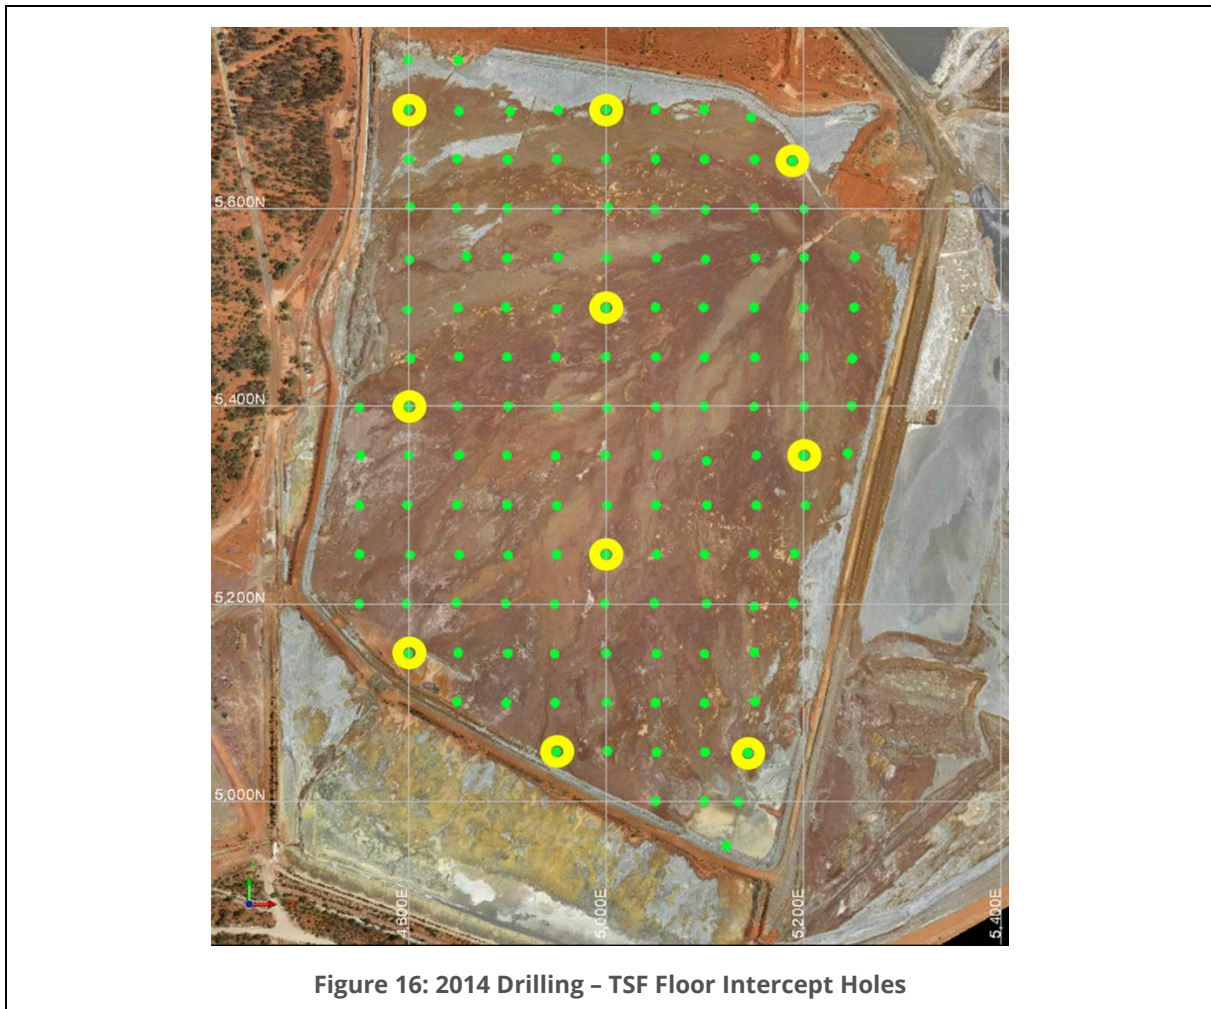 5,600N
5,400N
5,200N
5,000N
4,800E
5,000E
5,200E
5,400E
Figure 16: 2014 Drilling – TSF Floor Intercept Holes